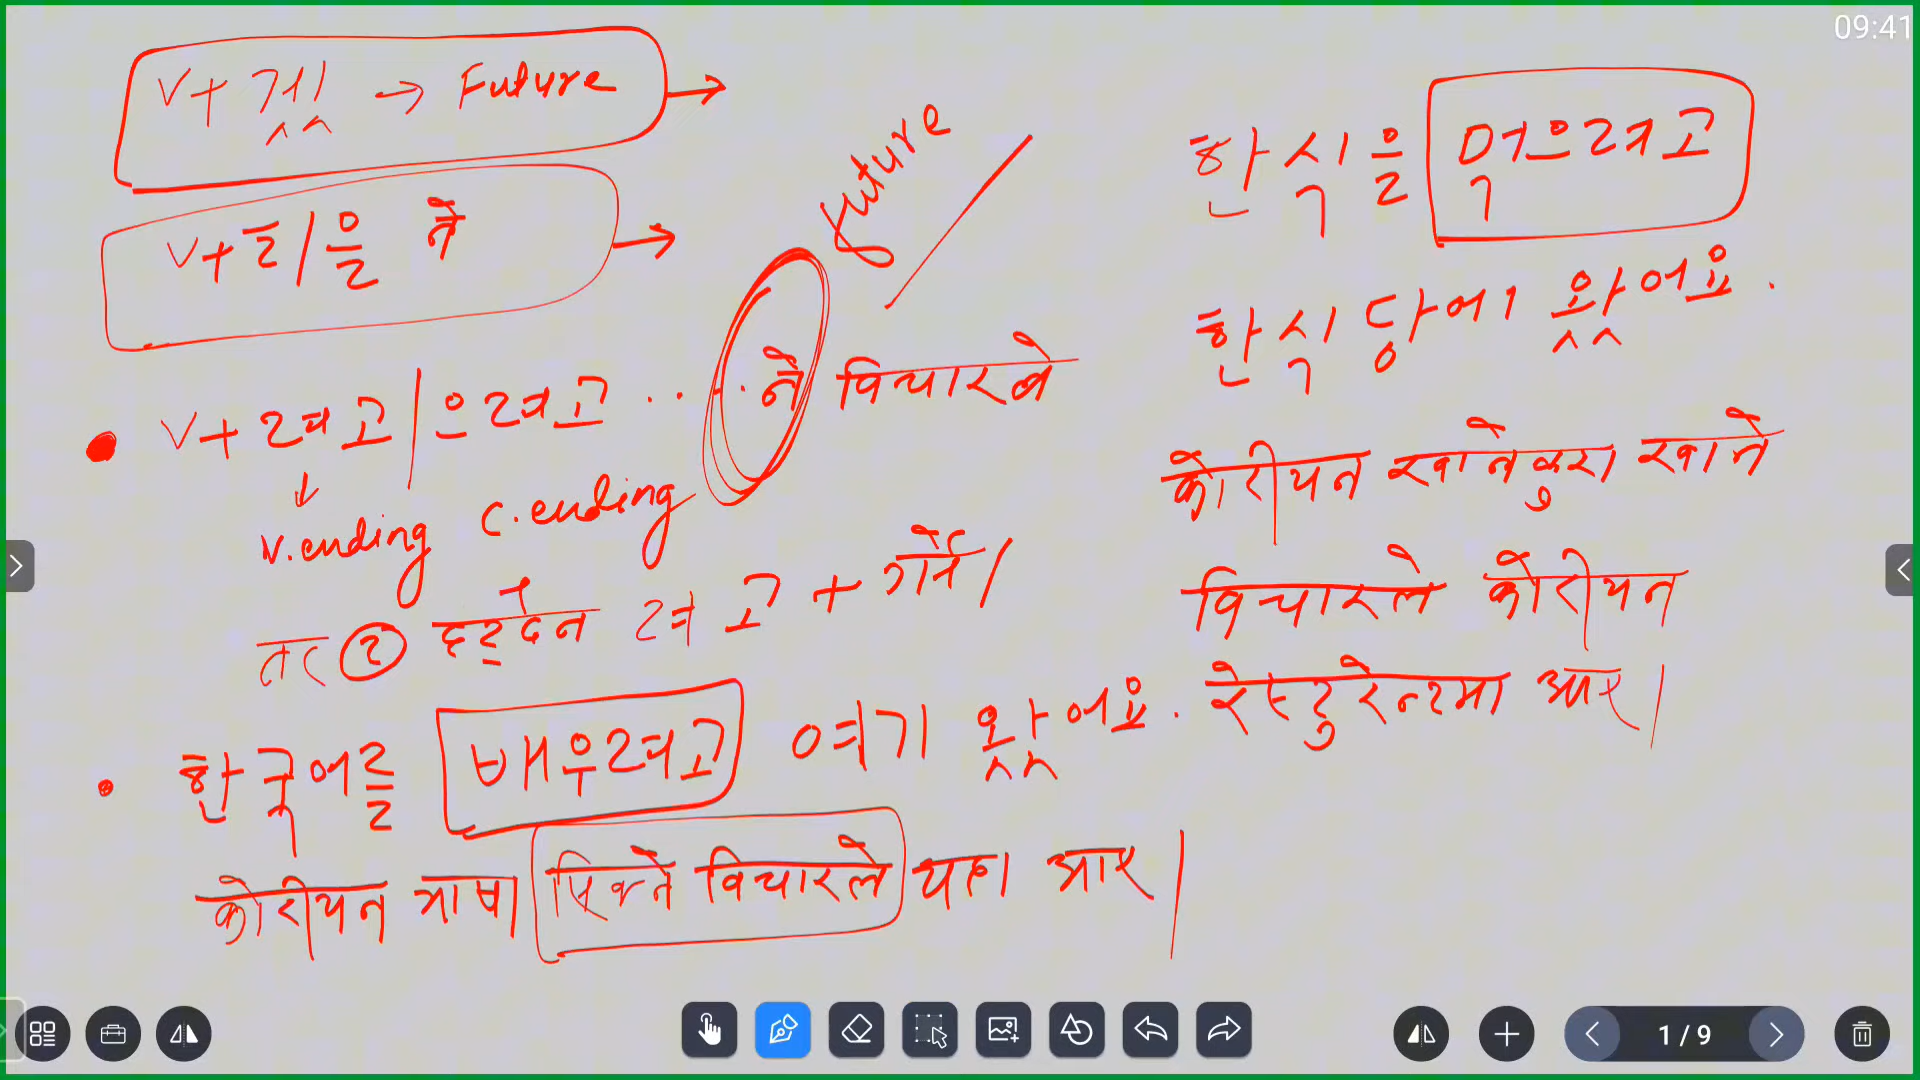 09:41
V+ 겠 → Future →
V+ ㄹ/을 ने →
future
• V+ 려고/으려고 . . . . ने विचारले
↓
v.ending c.ending
तर ② ㄹ 려고 + गर्ने।
• 한국어를 배우려고 여기 왔어요.
कोरीयन भाषा सिक्ने विचारले यहा आए।
한식을 먹으려고
한식당에 왔어요.
कोरीयन खानेकुरा खाने
विचारले कोरीयन
रेस्टुरेन्टमा आए।
1 / 9